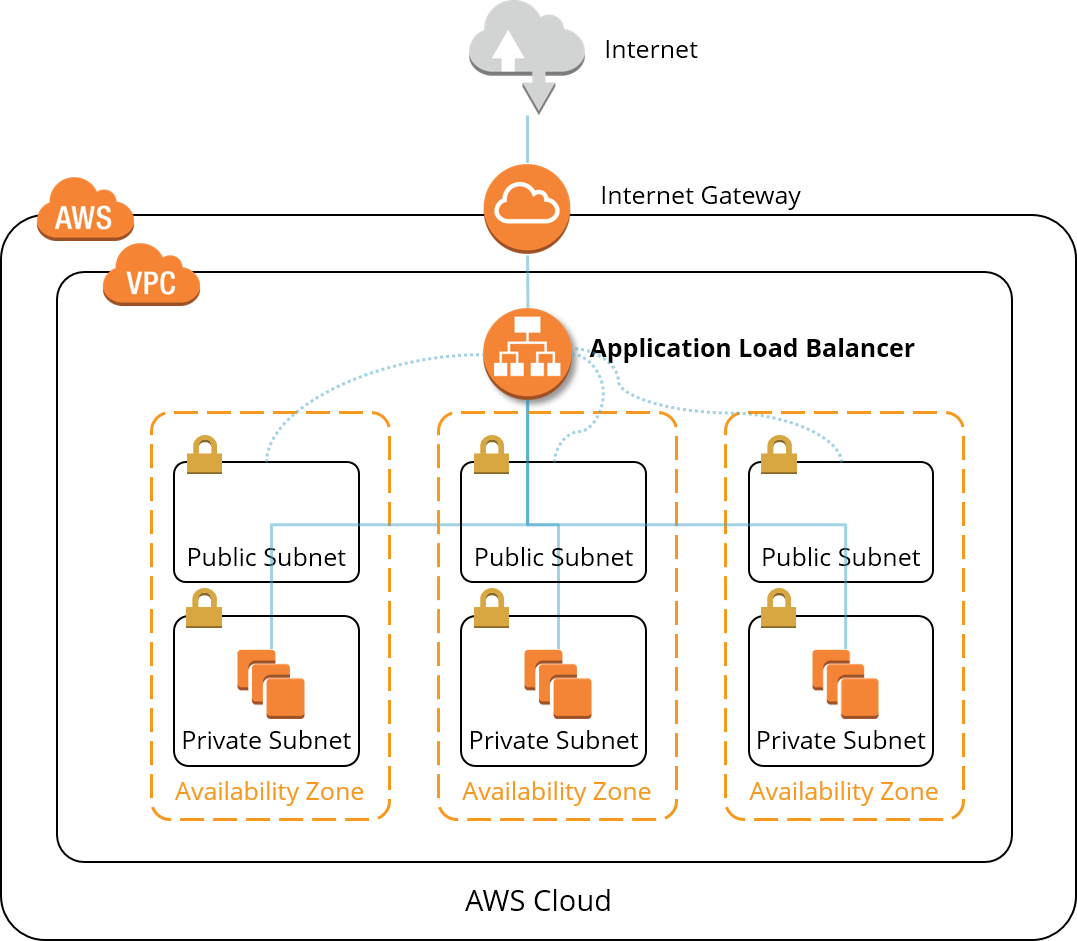 Internet
Internet Gateway
AWS
VPC
Application Load Balancer
Public Subnet
Public Subnet
Public Subnet
Private Subnet
Private Subnet
Private Subnet
Availability Zone
Availability Zone
Availability Zone
AWS Cloud